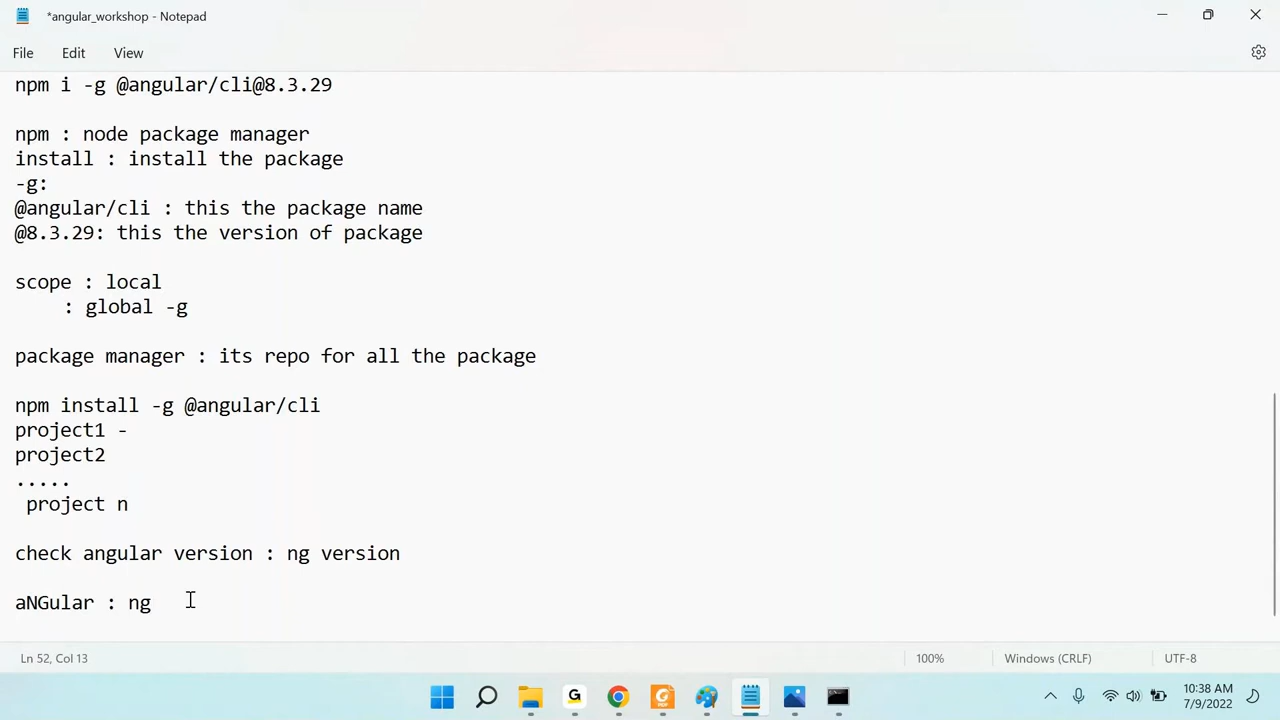 *angular_workshop - Notepad
File Edit View
npm i -g @angular/cli@8.3.29
npm : node package manager
install : install the package
-g:
@angular/cli : this the package name
@8.3.29: this the version of package
scope : local
: global -g
package manager : its repo for all the package
npm install -g @angular/cli
project1 -
project2
.....
project n
check angular version : ng version
aNGular : ng
Ln 52, Col 13 100% Windows (CRLF) UTF-8
G
0:38 AM
7/9/2022